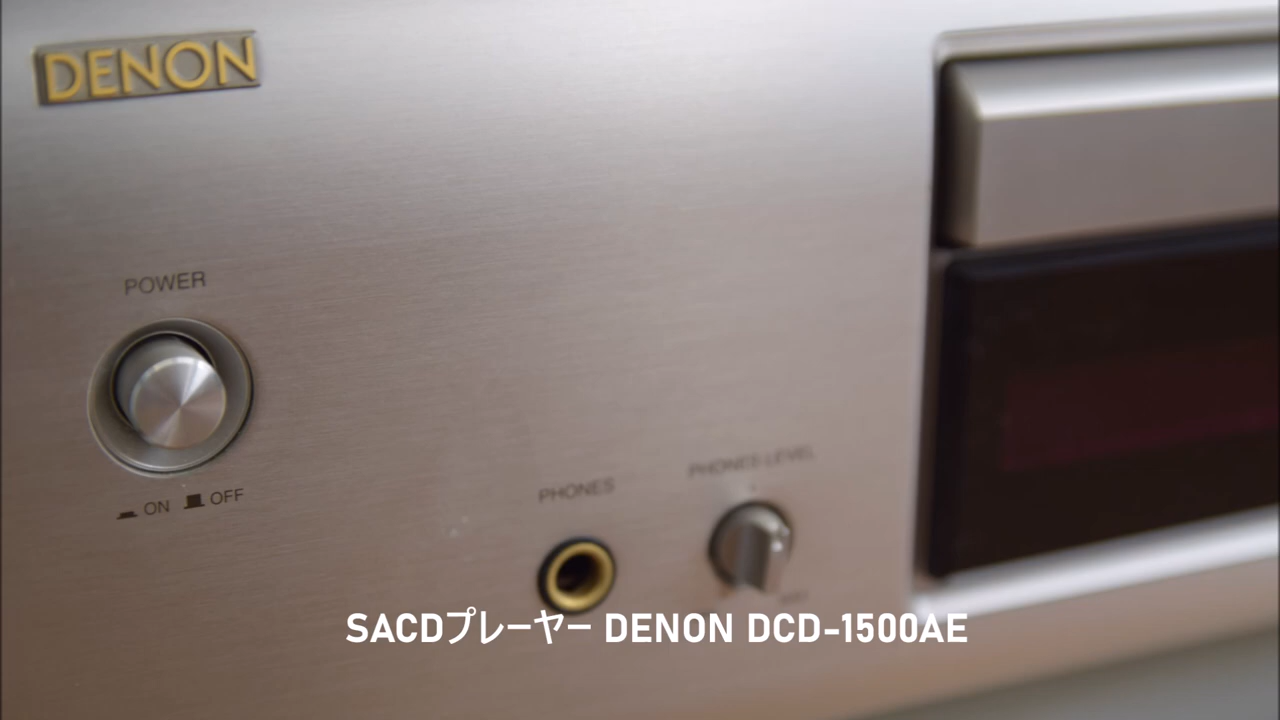 DENON
POWER
ON OFF
PHONES
PHONES LEVEL
SACDプレーヤー DENON DCD-1500AE